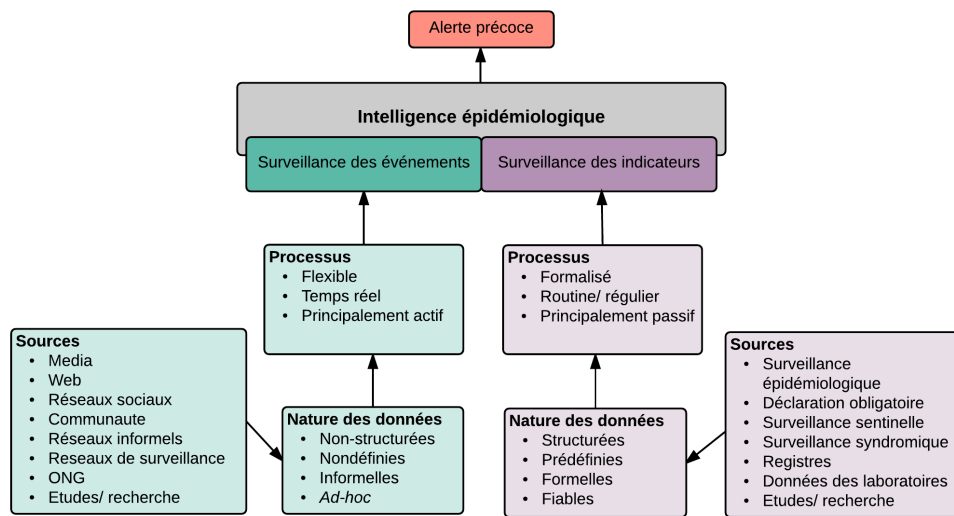 Alerte précoce
Intelligence épidémiologique
Surveillance des événements
Surveillance des indicateurs
Processus
• Flexible
• Temps réel
• Principalement actif
Processus
• Formalisé
• Routine/ régulier
• Principalement passif
Sources
• Media
• Web
• Réseaux sociaux
• Communaute
• Réseaux informels
• Reseaux de surveillance
• ONG
• Etudes/ recherche
Nature des données
• Non-structurées
• Nondéfinies
• Informelles
• Ad-hoc
Nature des données
• Structurées
• Prédéfinies
• Formelles
• Fiables
Sources
• Surveillance
épidémiologique
• Déclaration obligatoire
• Surveillance sentinelle
• Surveillance syndromique
• Registres
• Données des laboratoires
• Etudes/ recherche